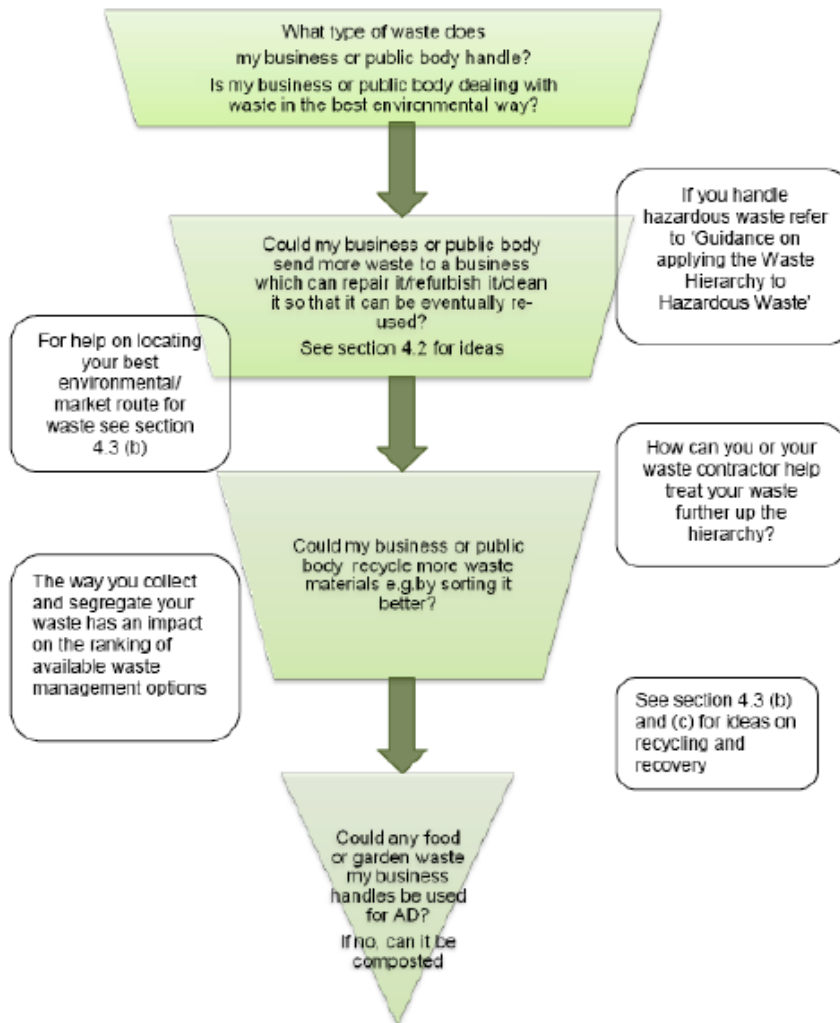 What type of waste does
my business or public body handle?
Is my business or public body dealing with
waste in the best environmental way?
If you handle
hazardous waste refer
to 'Guidance on
applying the Waste
Hierarchy to
Hazardous Waste'
Could my business or public body
send more waste to a business
which can repair it/refurbish it/clean
it so that it can be eventually re-
used?
See section 4.2 for ideas
For help on locating
your best
environmental/
market route for
waste see section
4.3 (b)
How can you or your
waste contractor help
treat your waste
further up the
hierarchy?
Could my business or public
body recycle more waste
materials e.g.by sorting it
better?
The way you collect
and segregate your
waste has an impact
on the ranking of
available waste
management options
See section 4.3 (b)
and (c) for ideas on
recycling and
recovery
Could any food
or garden waste
my business
handles be used
for AD?
If no, can it be
composted